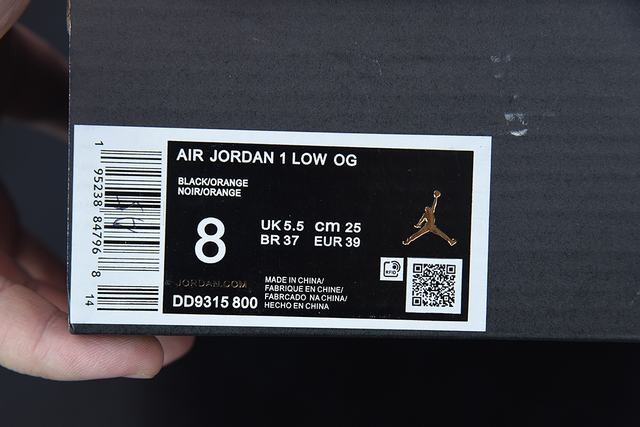 AIR JORDAN 1 LOW OG
BLACK/ORANGE
NOIR/ORANGE
8
UK 5.5 cm 25
BR 37 EUR 39
RFID
JORDAN.COM
DD9315 800
MADE IN CHINA/
FABRIQUE EN CHINE/
FABRICADO NA CHINA/
HECHO EN CHINA
1 95238 84796 8 14